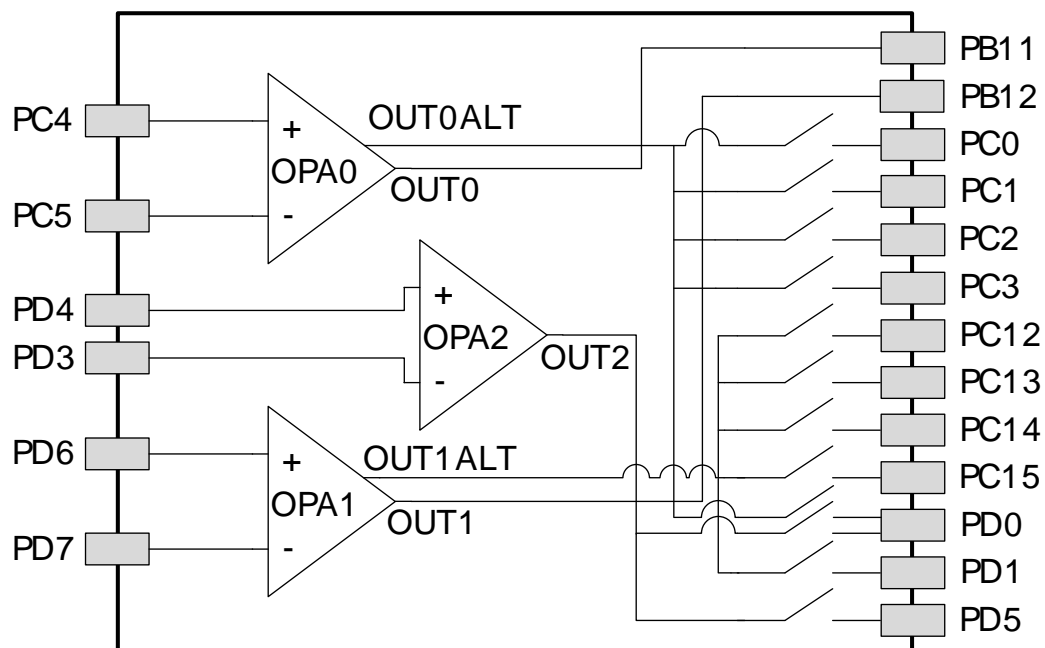 PC4
PC5
PD4
PD3
PD6
PD7
+
OPA0
-
OUT0ALT
OUT0
+
OPA2
-
OUT2
+
OPA1
-
OUT1ALT
OUT1
PB11
PB12
PC0
PC1
PC2
PC3
PC12
PC13
PC14
PC15
PD0
PD1
PD5